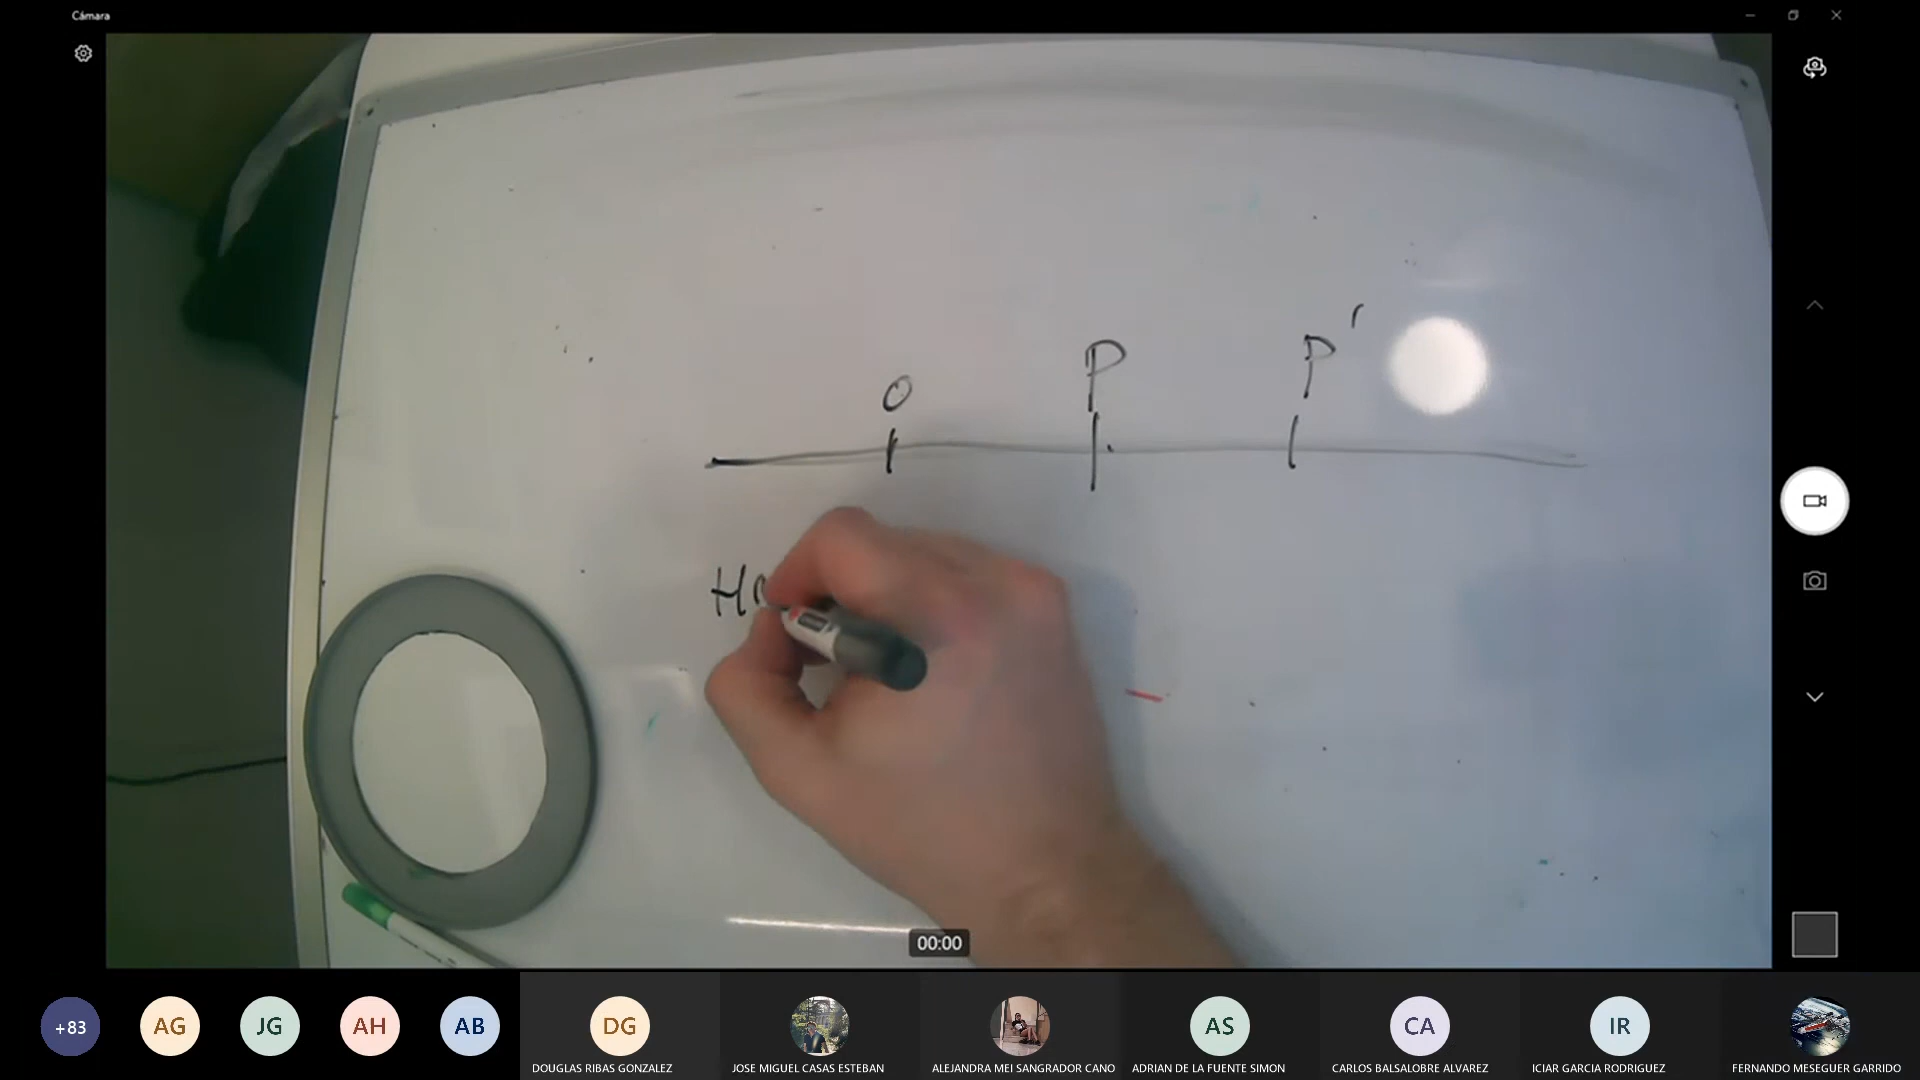 Cámara
O P P'
H
00:00
+83 AG JG AH AB DG AS CA IR
DOUGLAS RIBAS GONZALEZ JOSE MIGUEL CASAS ESTEBAN ALEJANDRA MEI SANGRADOR CANO ADRIAN DE LA FUENTE SIMON CARLOS BALSALOBRE ALVAREZ ICIAR GARCIA RODRIGUEZ FERNANDO MESEGUER GARRIDO